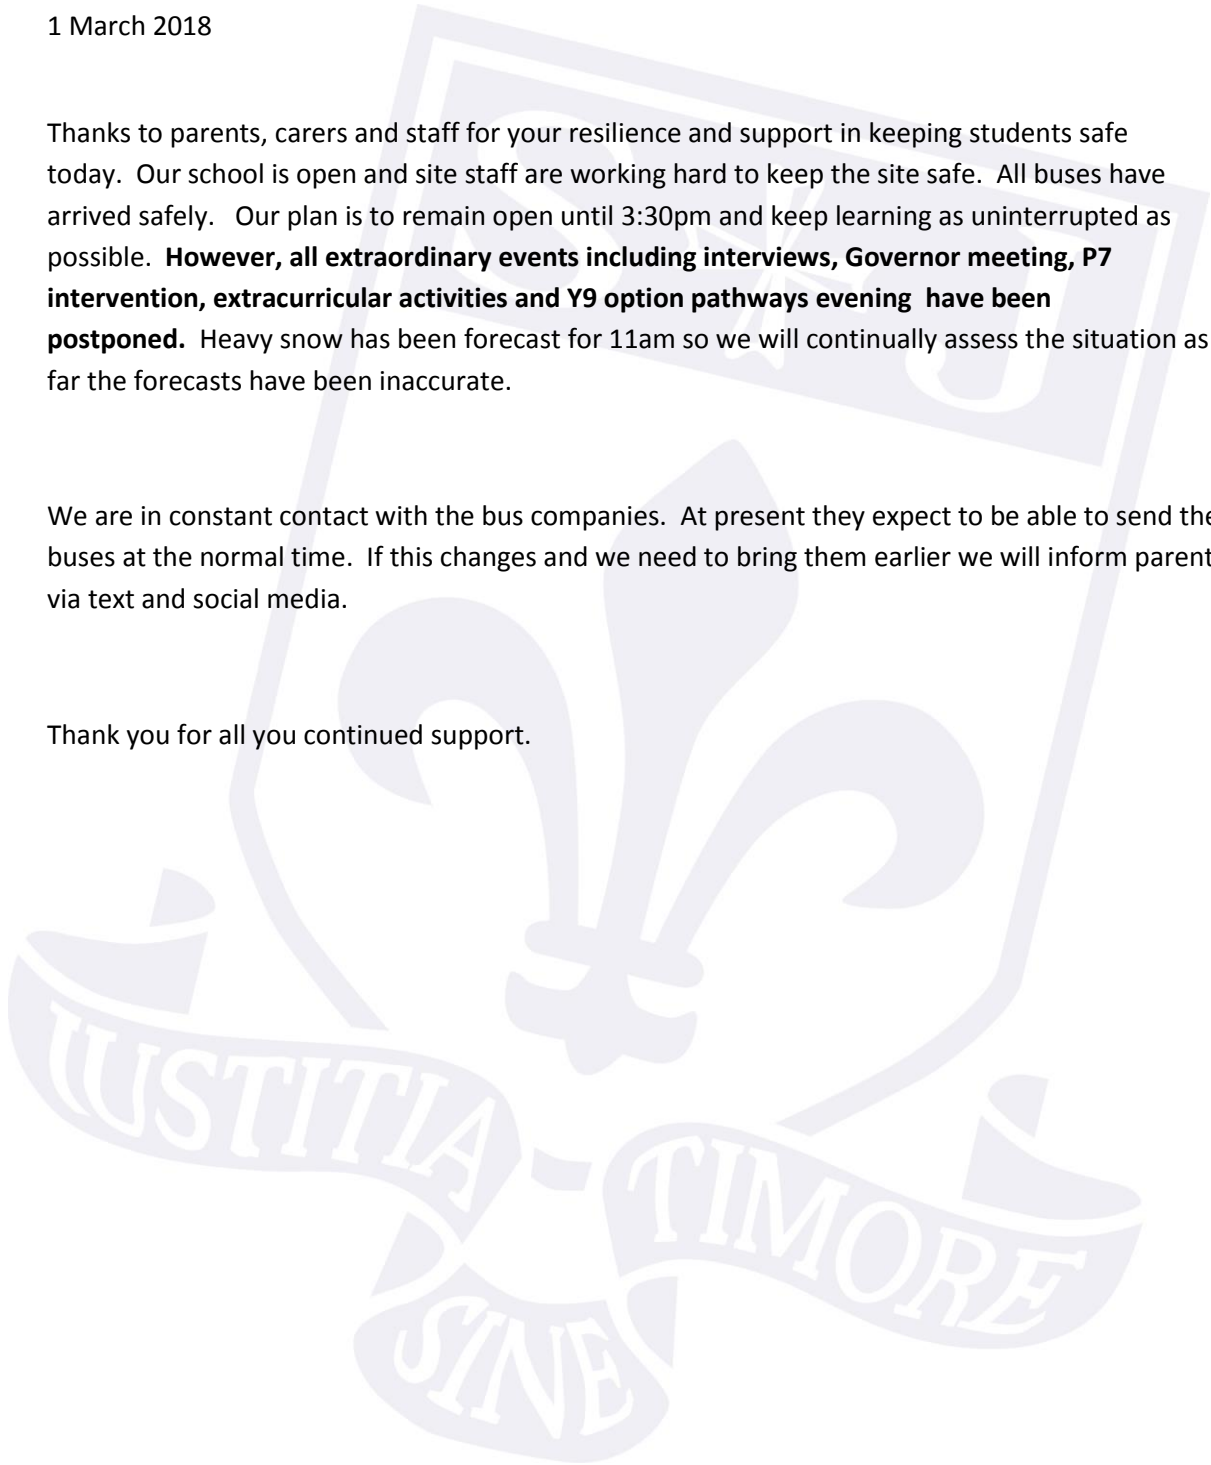 1 March 2018
Thanks to parents, carers and staff for your resilience and support in keeping students safe
today.  Our school is open and site staff are working hard to keep the site safe.  All buses have
arrived safely.   Our plan is to remain open until 3:30pm and keep learning as uninterrupted as
possible.  However, all extraordinary events including interviews, Governor meeting, P7
intervention, extracurricular activities and Y9 option pathways evening  have been
postponed.  Heavy snow has been forecast for 11am so we will continually assess the situation as
far the forecasts have been inaccurate.
We are in constant contact with the bus companies.  At present they expect to be able to send the
buses at the normal time.  If this changes and we need to bring them earlier we will inform parent
via text and social media.
Thank you for all you continued support.
S J
IUSTITIA
SINE
TIMORE